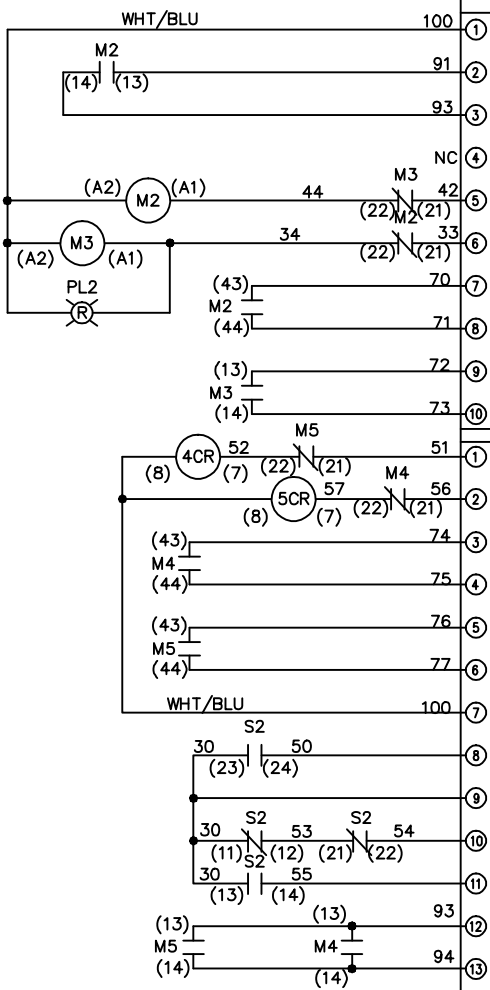 WHT/BLU 100 1
M2
(14) (13) 91 2
93 3
NC 4
(A2) M2 (A1) 44 M3 (22) (21) 42 5
(A2) M3 (A1) 34 M2 (22) (21) 33 6
PL2
R
(43) 70 7
M2
(44) 71 8
(13) 72 9
M3
(14) 73 10
(8) 4CR (7) 52 M5 (22) (21) 51 1
(8) 5CR (7) 57 M4 (22) (21) 56 2
(43) 74 3
M4
(44) 75 4
(43) 76 5
M5
(44) 77 6
WHT/BLU 100 7
S2
30 (23) (24) 50 8
9
S2 S2
30 (11) (12) 53 (21) (22) 54 10
S2
30 (13) (14) 55 11
(13) (13) 93 12
M5 M4
(14) (14) 94 13